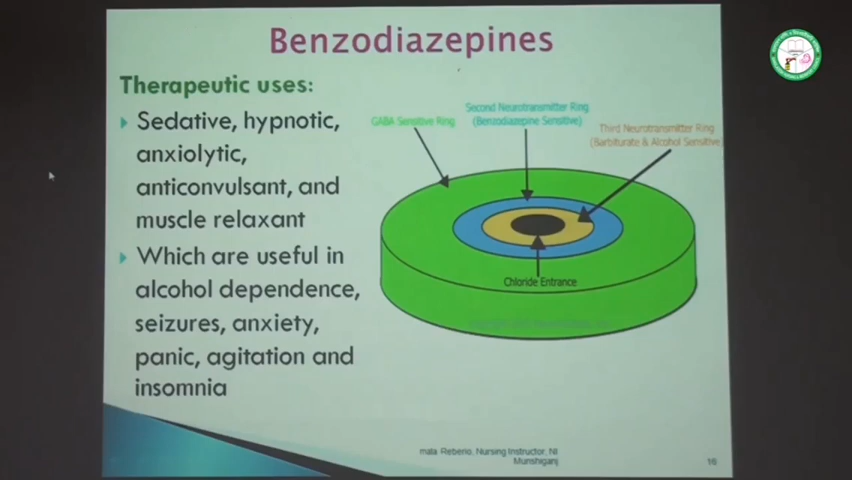 Benzodiazepines
Therapeutic uses:
Sedative, hypnotic,
anxiolytic,
anticonvulsant, and
muscle relaxant
Which are useful in
alcohol dependence,
seizures, anxiety,
panic, agitation and
insomnia
GABA Sensitive Ring
Second Neurotransmitter Ring
(Benzodiazepine Sensitive)
Third Neurotransmitter Ring
(Barbiturate & Alcohol Sensitive)
Chloride Entrance
mala Reberio, Nursing Instructor, NI
Munshiganj
16